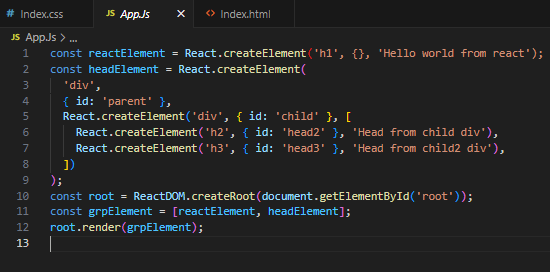 # Index.css App.Js X <> Index.html
JS App.Js > ...
1 const reactElement = React.createElement('h1', {}, 'Hello world from react');
2 const headElement = React.createElement(
3 'div',
4 { id: 'parent' },
5 React.createElement('div', { id: 'child' }, [
6 React.createElement('h2', { id: 'head2' }, 'Head from child div'),
7 React.createElement('h3', { id: 'head3' }, 'Head from child2 div'),
8 ])
9 );
10 const root = ReactDOM.createRoot(document.getElementById('root'));
11 const grpElement = [reactElement, headElement];
12 root.render(grpElement);
13